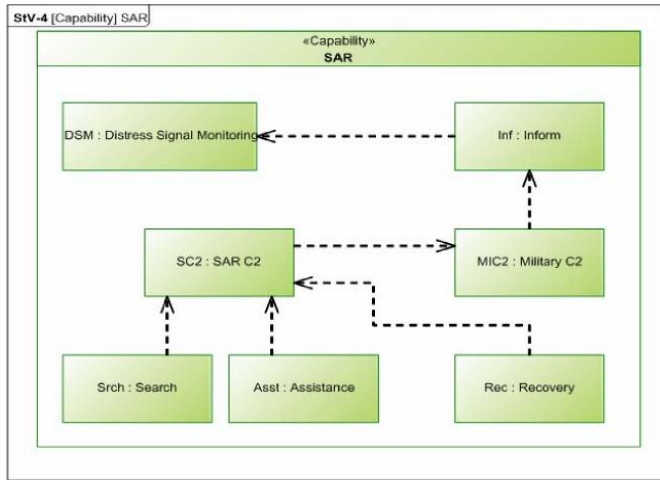 StV-4 [Capability] SAR
«Capability»
SAR
DSM : Distress Signal Monitoring
Inf : Inform
SC2 : SAR C2
MIC2 : Military C2
Srch : Search
Asst : Assistance
Rec : Recovery